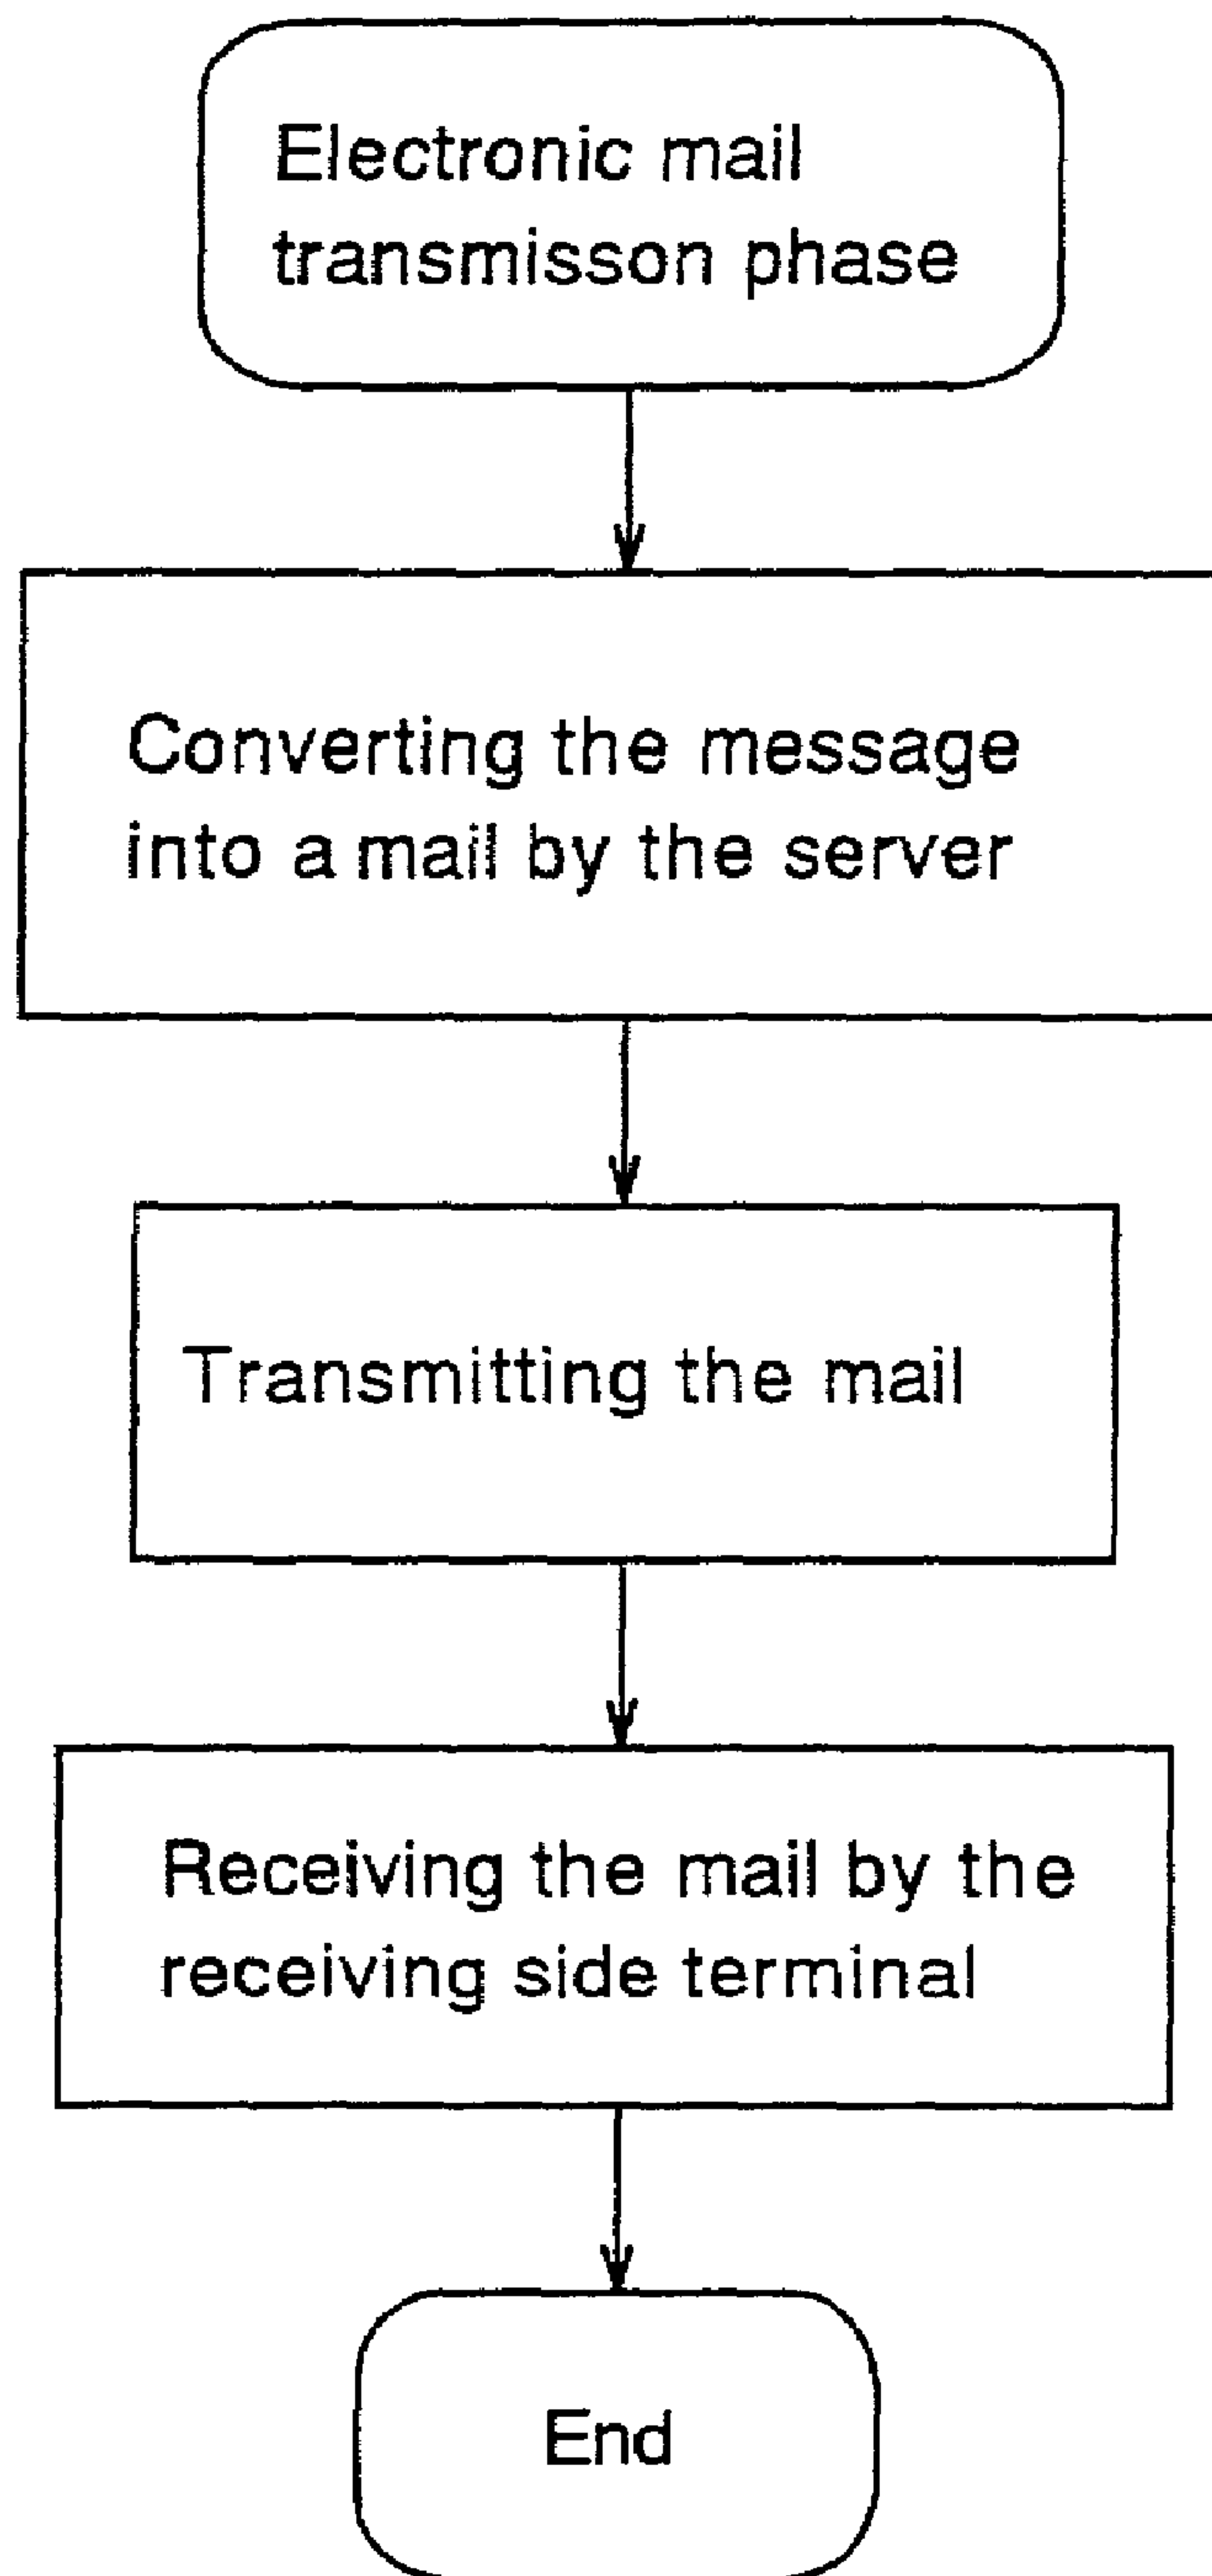 Electronic mail
transmisson phase
Converting the message
into a mail by the server
Transmitting the mail
Receiving the mail by the
receiving side terminal
End